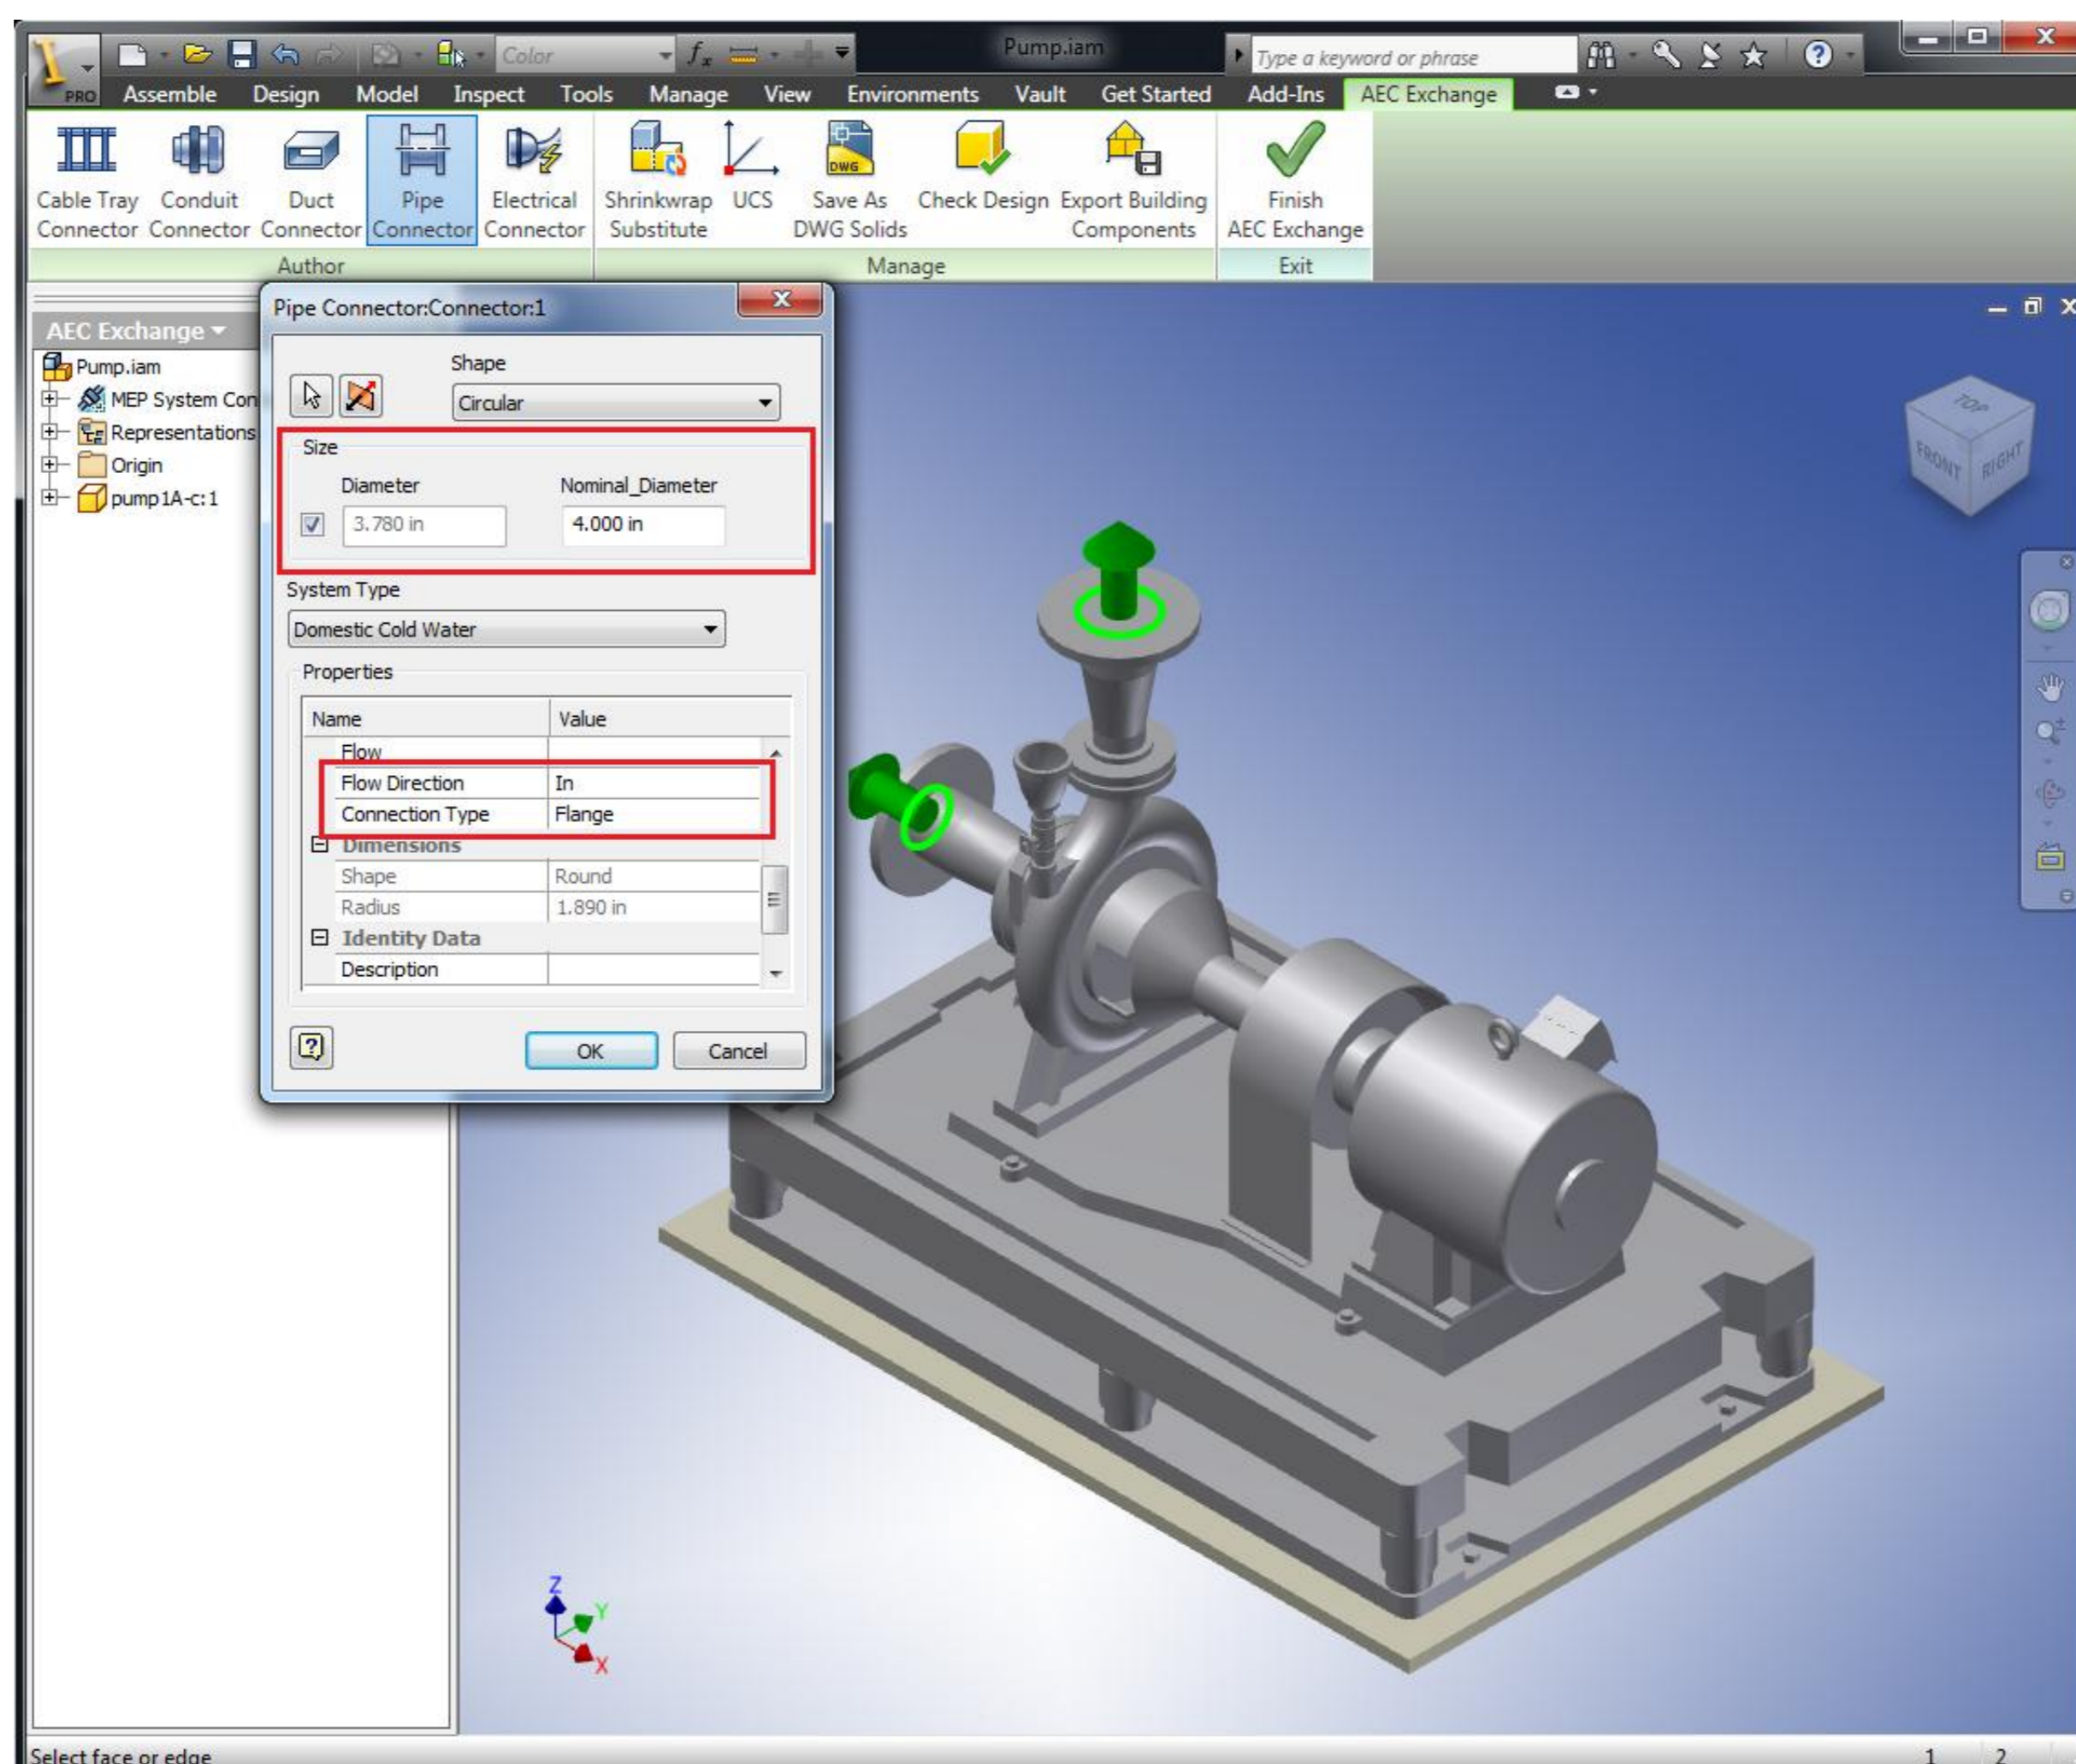 Color
fx
Pump.iam
Type a keyword or phrase
PRO
Assemble Design Model Inspect Tools Manage View Environments Vault Get Started Add-Ins AEC Exchange
DWG
Cable Tray Connector
Conduit Connector
Duct Connector
Pipe Connector
Electrical Connector
Shrinkwrap Substitute
UCS
Save As DWG Solids
Check Design
Export Building Components
Finish AEC Exchange
Author
Manage
Exit
AEC Exchange
Pump.iam
MEP System Con
Representations
Origin
pump1A-c:1
Pipe Connector:Connector:1
Shape
Circular
Size
Diameter Nominal_Diameter
3.780 in 4.000 in
System Type
Domestic Cold Water
Properties
Name Value
Flow
Flow Direction In
Connection Type Flange
Dimensions
Shape Round
Radius 1.890 in
Identity Data
Description
OK Cancel
TOP
FRONT RIGHT
Z
Y
X
Select face or edge
1 2